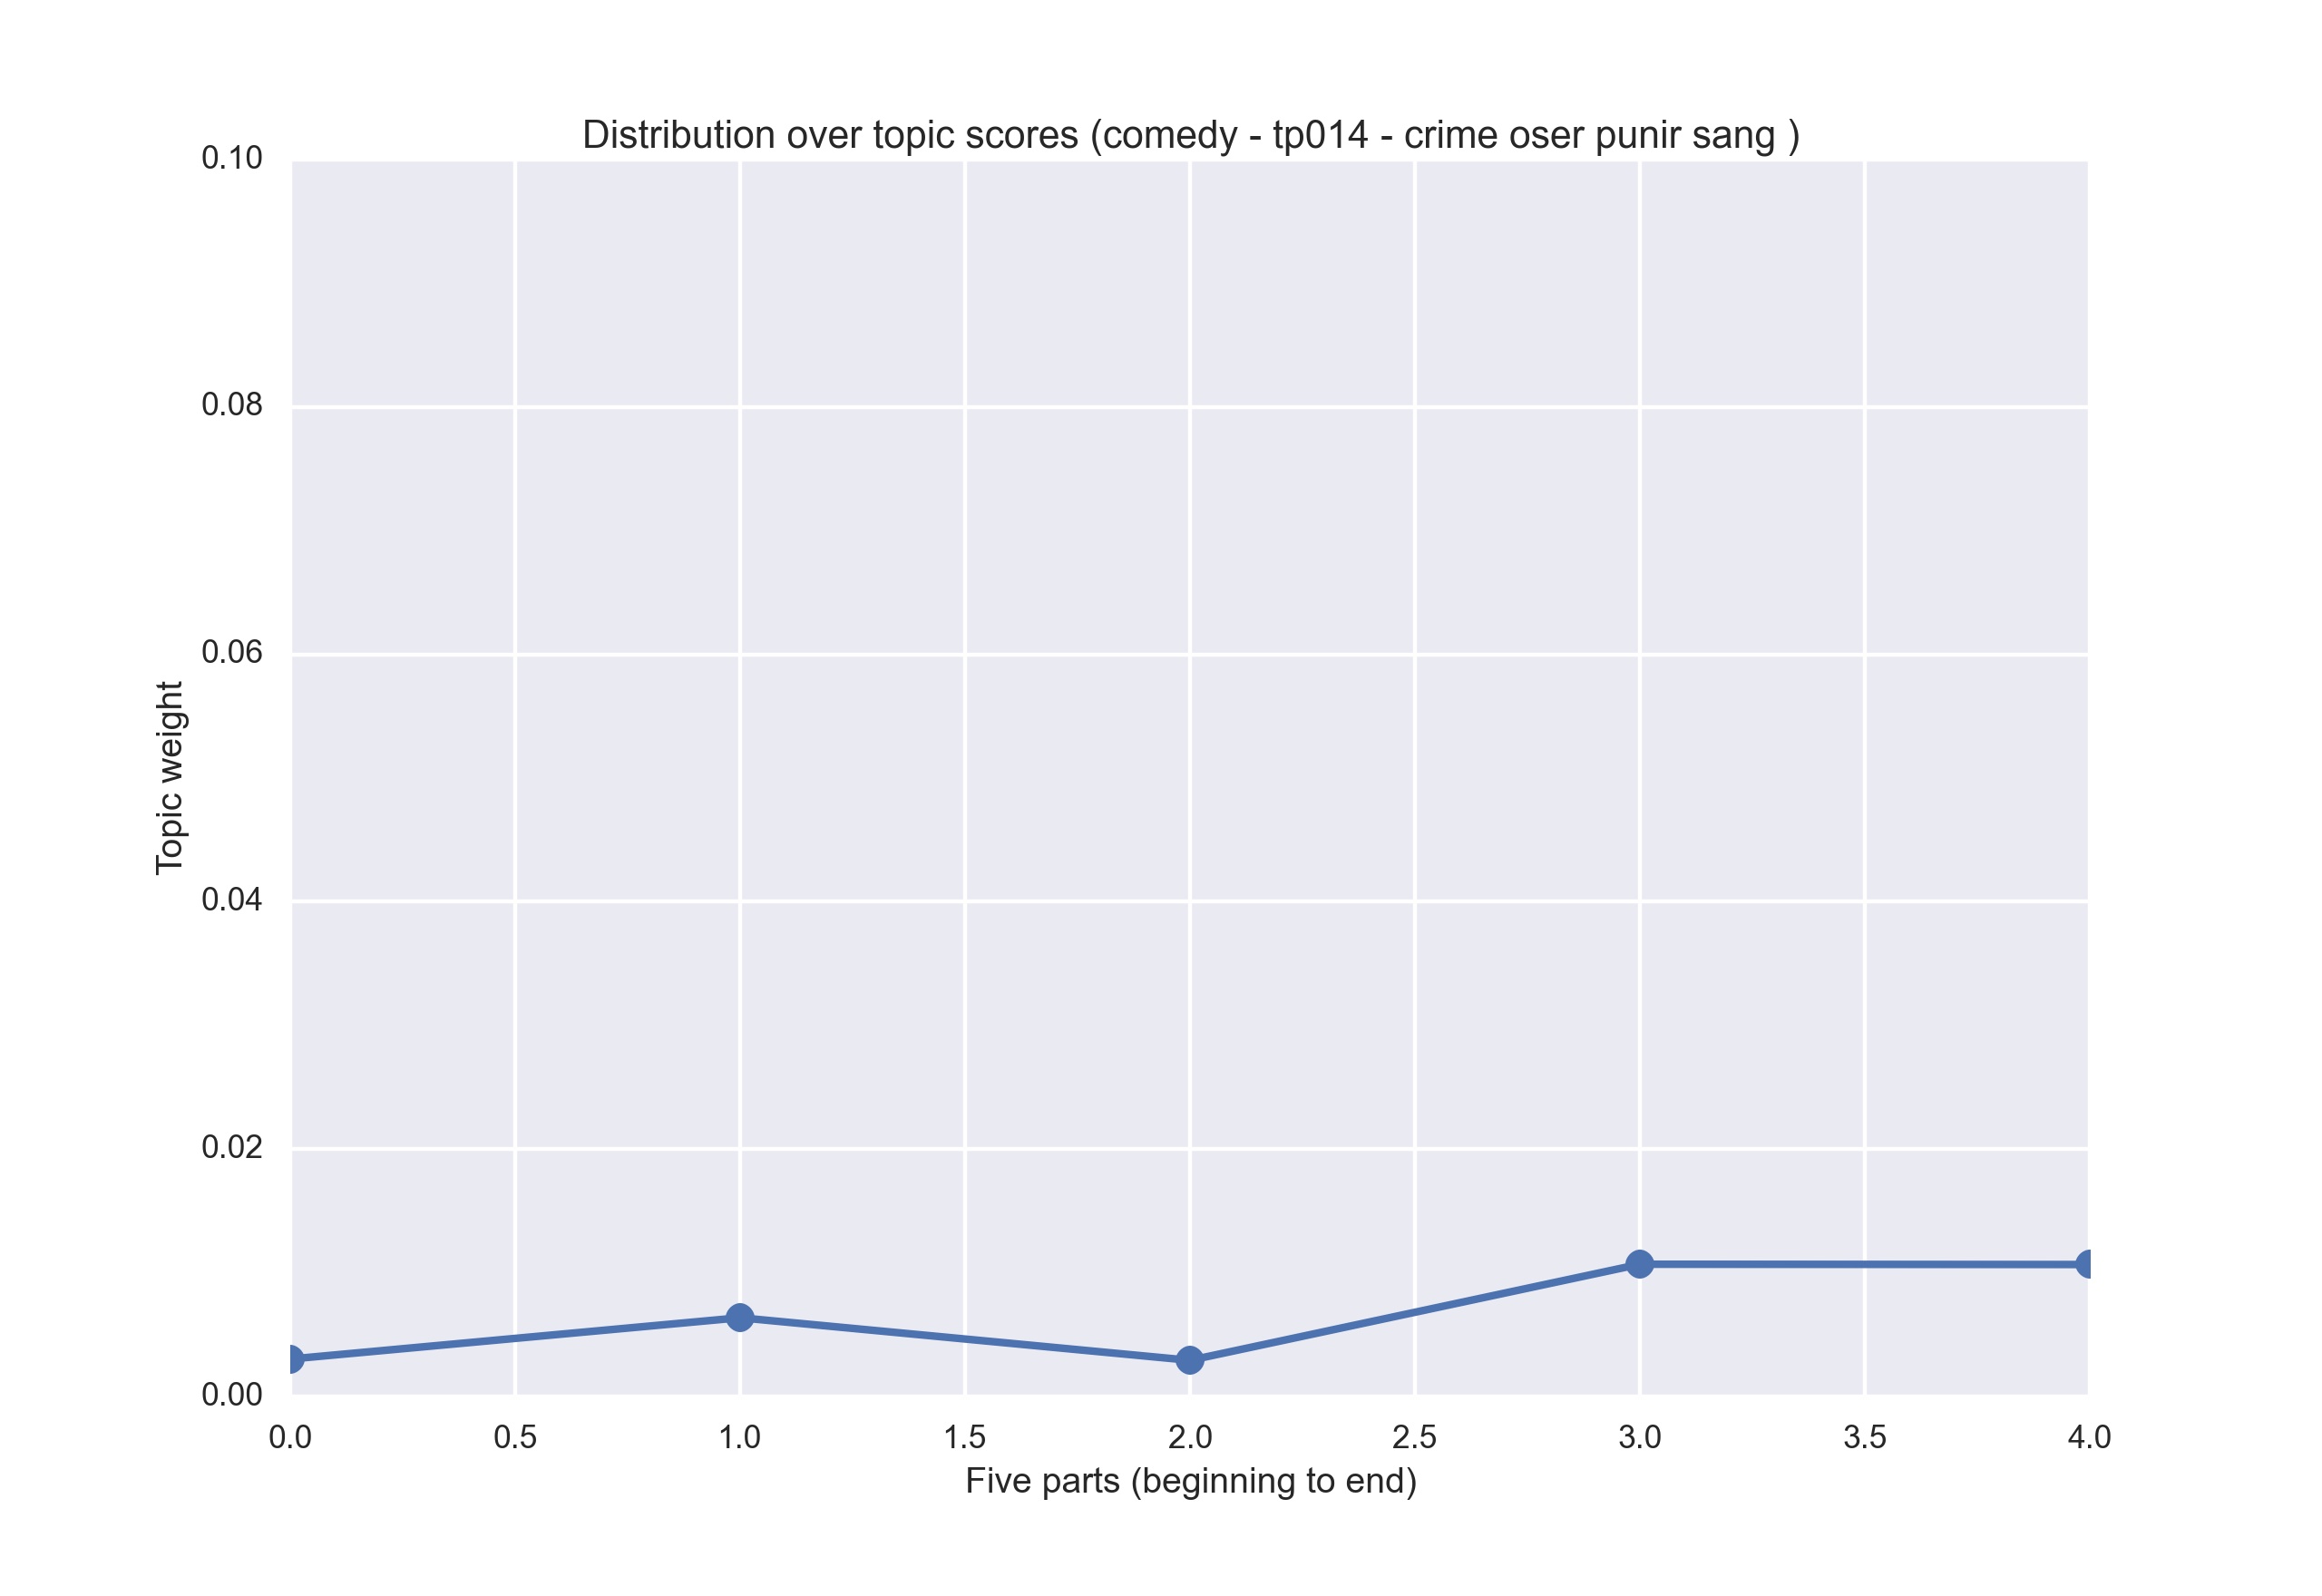 Distribution over topic scores (comedy - tp014 - crime oser punir sang )
0.10
0.08
0.06
0.04
0.02
0.00
Topic weight
0.0 0.5 1.0 1.5 2.0 2.5 3.0 3.5 4.0
Five parts (beginning to end)